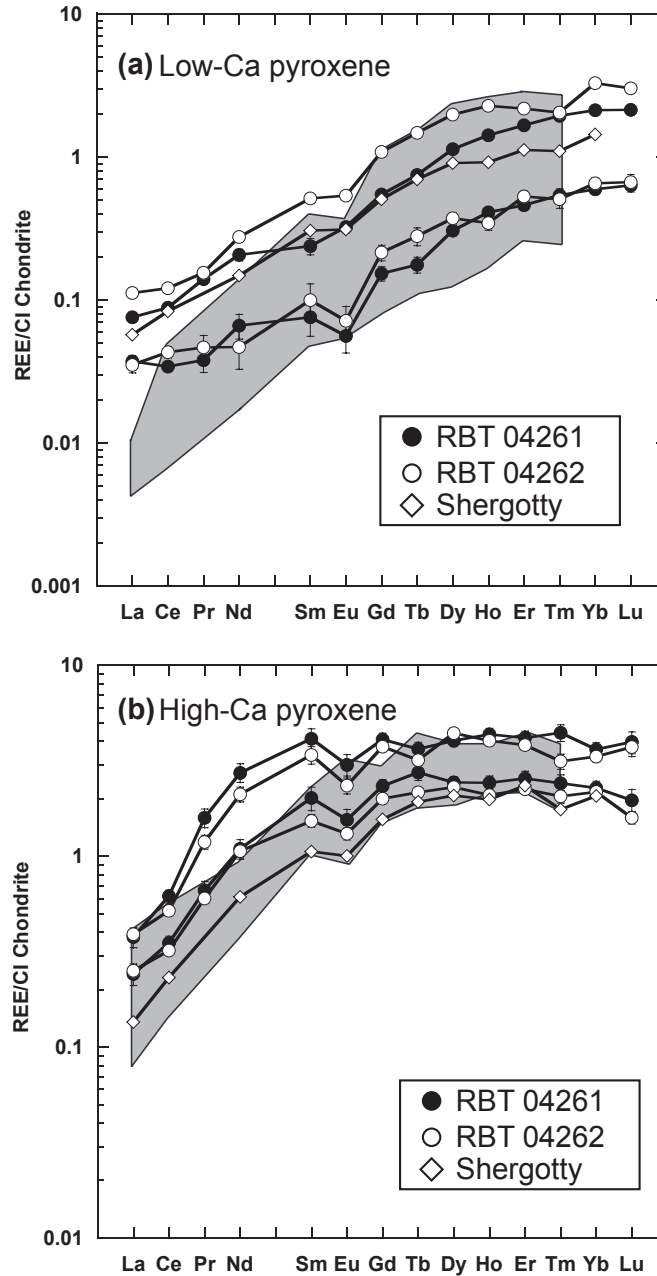 10
(a) Low-Ca pyroxene
1
REE/CI Chondrite
0.1
0.01
RBT 04261
RBT 04262
Shergotty
0.001
La Ce Pr Nd Sm Eu Gd Tb Dy Ho Er Tm Yb Lu
10
(b) High-Ca pyroxene
1
REE/CI Chondrite
0.1
RBT 04261
RBT 04262
Shergotty
0.01
La Ce Pr Nd Sm Eu Gd Tb Dy Ho Er Tm Yb Lu